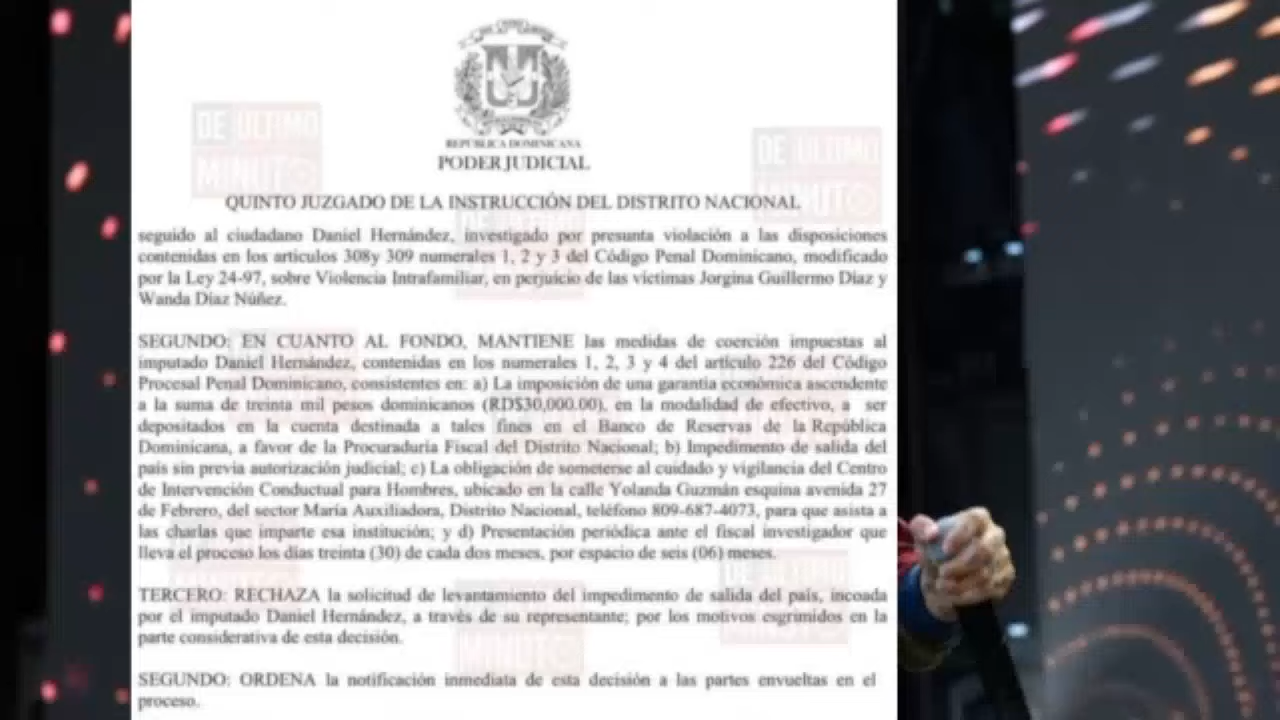 REPÚBLICA DOMINICANA
PODER JUDICIAL
DE ÚLTIMO
MINUTO
DE ÚLTIMO
MINUTO
QUINTO JUZGADO DE LA INSTRUCCIÓN DEL DISTRITO NACIONAL
seguido al ciudadano Daniel Hernández, investigado por presunta violación a las disposiciones
contenidas en los artículos 308y 309 numerales 1, 2 y 3 del Código Penal Dominicano, modificado
por la Ley 24-97, sobre Violencia Intrafamiliar, en perjuicio de las víctimas Jorgina Guillermo Díaz y
Wanda Díaz Núñez.
SEGUNDO: EN CUANTO AL FONDO, MANTIENE las medidas de coerción impuestas al
imputado Daniel Hernández, contenidas en los numerales 1, 2, 3 y 4 del artículo 226 del Código
Procesal Penal Dominicano, consistentes en: a) La imposición de una garantía económica ascendente
a la suma de treinta mil pesos dominicanos (RD$30,000.00), en la modalidad de efectivo, a ser
depositados en la cuenta destinada a tales fines en el Banco de Reservas de la República
Dominicana, a favor de la Procuraduría Fiscal del Distrito Nacional; b) Impedimento de salida del
país sin previa autorización judicial; c) La obligación de someterse al cuidado y vigilancia del Centro
de Intervención Conductual para Hombres, ubicado en la calle Yolanda Guzmán esquina avenida 27
de Febrero, del sector María Auxiliadora, Distrito Nacional, teléfono 809-687-4073, para que asista a
las charlas que imparte esa institución; y d) Presentación periódica ante el fiscal investigador que
lleva el proceso los días treinta (30) de cada dos meses, por espacio de seis (06) meses.
TERCERO: RECHAZA la solicitud de levantamiento del impedimento de salida del país, incoada
por el imputado Daniel Hernández, a través de su representante; por los motivos esgrimidos en la
parte considerativa de esta decisión.
SEGUNDO: ORDENA la notificación inmediata de esta decisión a las partes envueltas en el
proceso.